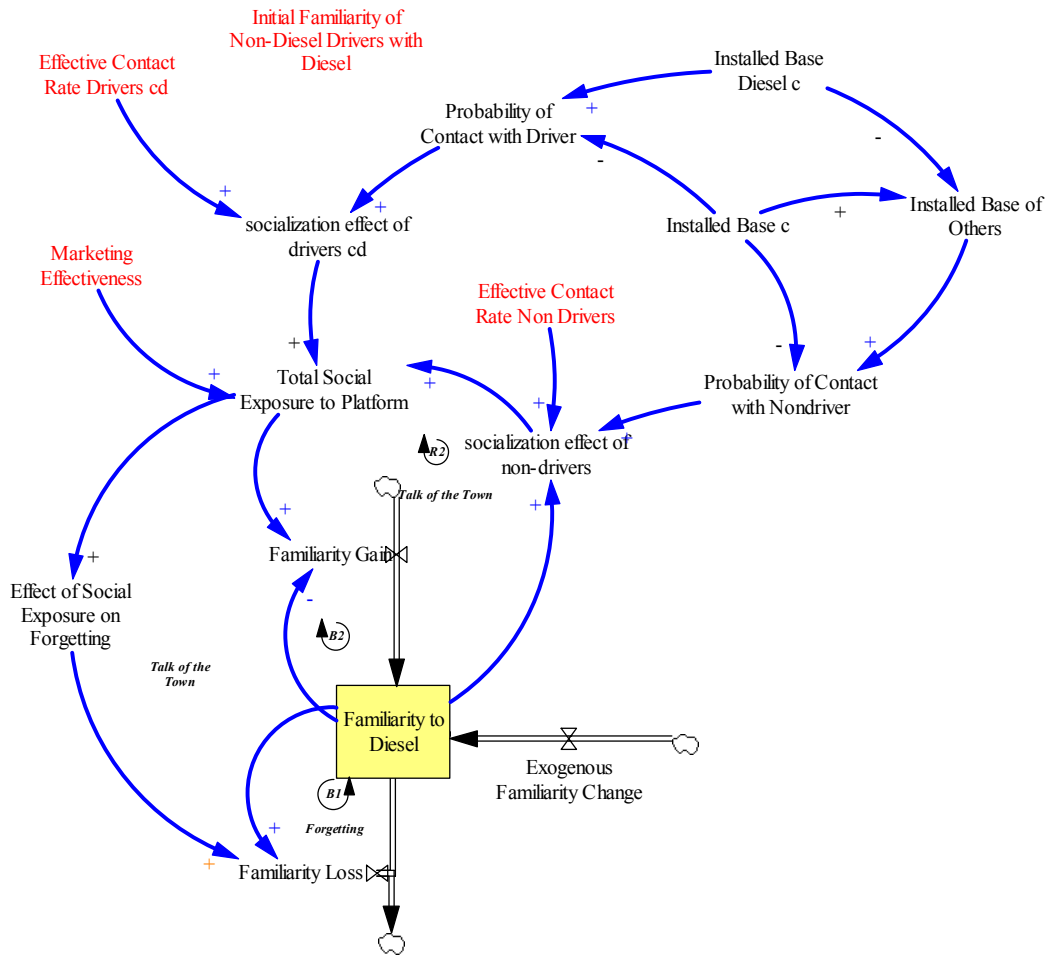 Initial Familiarity of
Non-Diesel Drivers with
Diesel
Effective Contact
Rate Drivers cd
Installed Base
Diesel c
Probability of
Contact with Driver
+
-
-
+
+
+
socialization effect of
drivers cd
Installed Base c
Installed Base of
Others
Marketing
Effectiveness
Effective Contact
Rate Non Drivers
+
-
+
+
Total Social
Exposure to Platform
+
Probability of Contact
with Nondriver
+
+
socialization effect of
non-drivers
R2
Talk of the Town
+
+
Familiarity Gain
+
Effect of Social
Exposure on
Forgetting
-
B2
Talk of the
Town
Familiarity to
Diesel
Exogenous
Familiarity Change
B1
Forgetting
+
+
Familiarity Loss